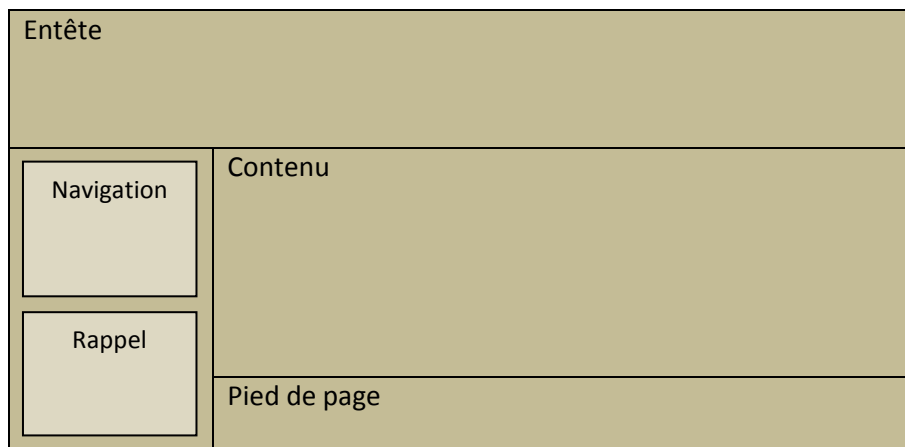 Entête
Navigation
Rappel
Contenu
Pied de page